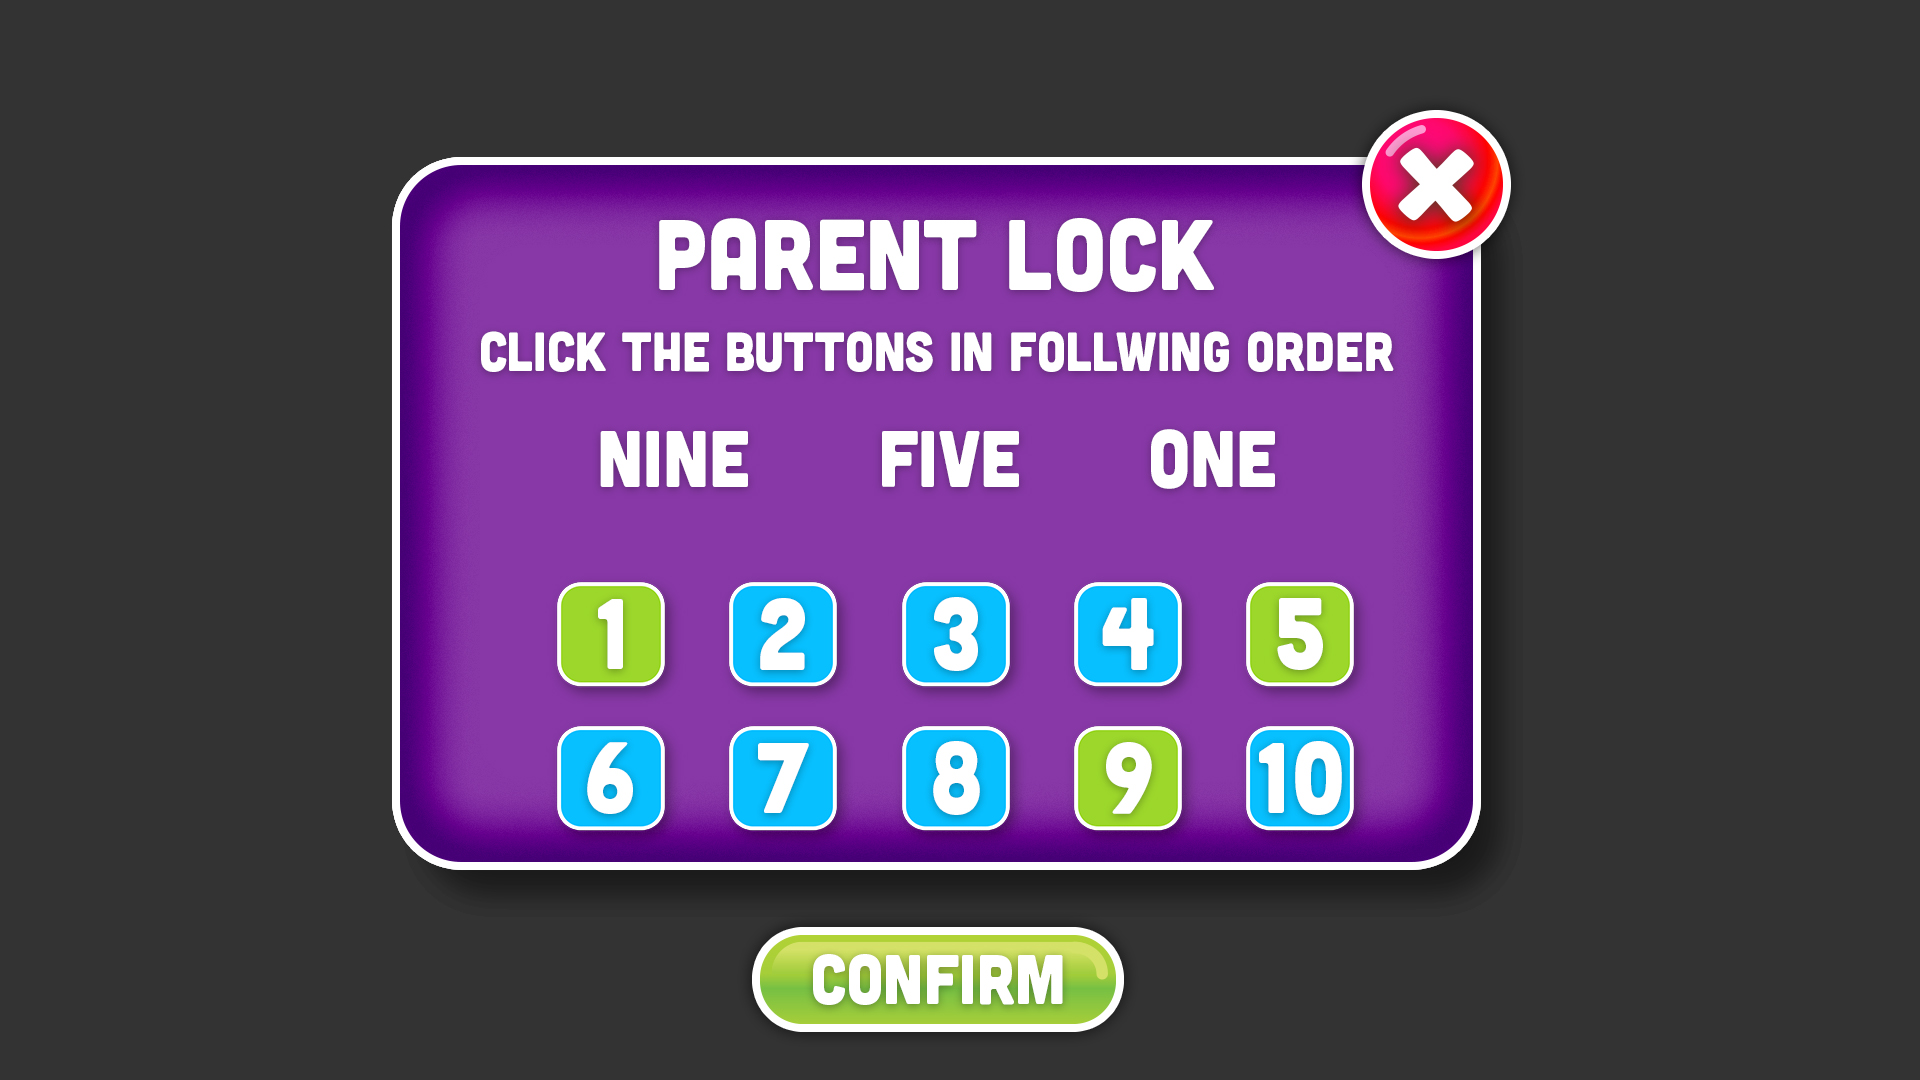 PARENT LOCK
CLICK THE BUTTONS IN FOLLWING ORDER
NINE FIVE ONE
1 2 3 4 5
6 7 8 9 10
CONFIRM